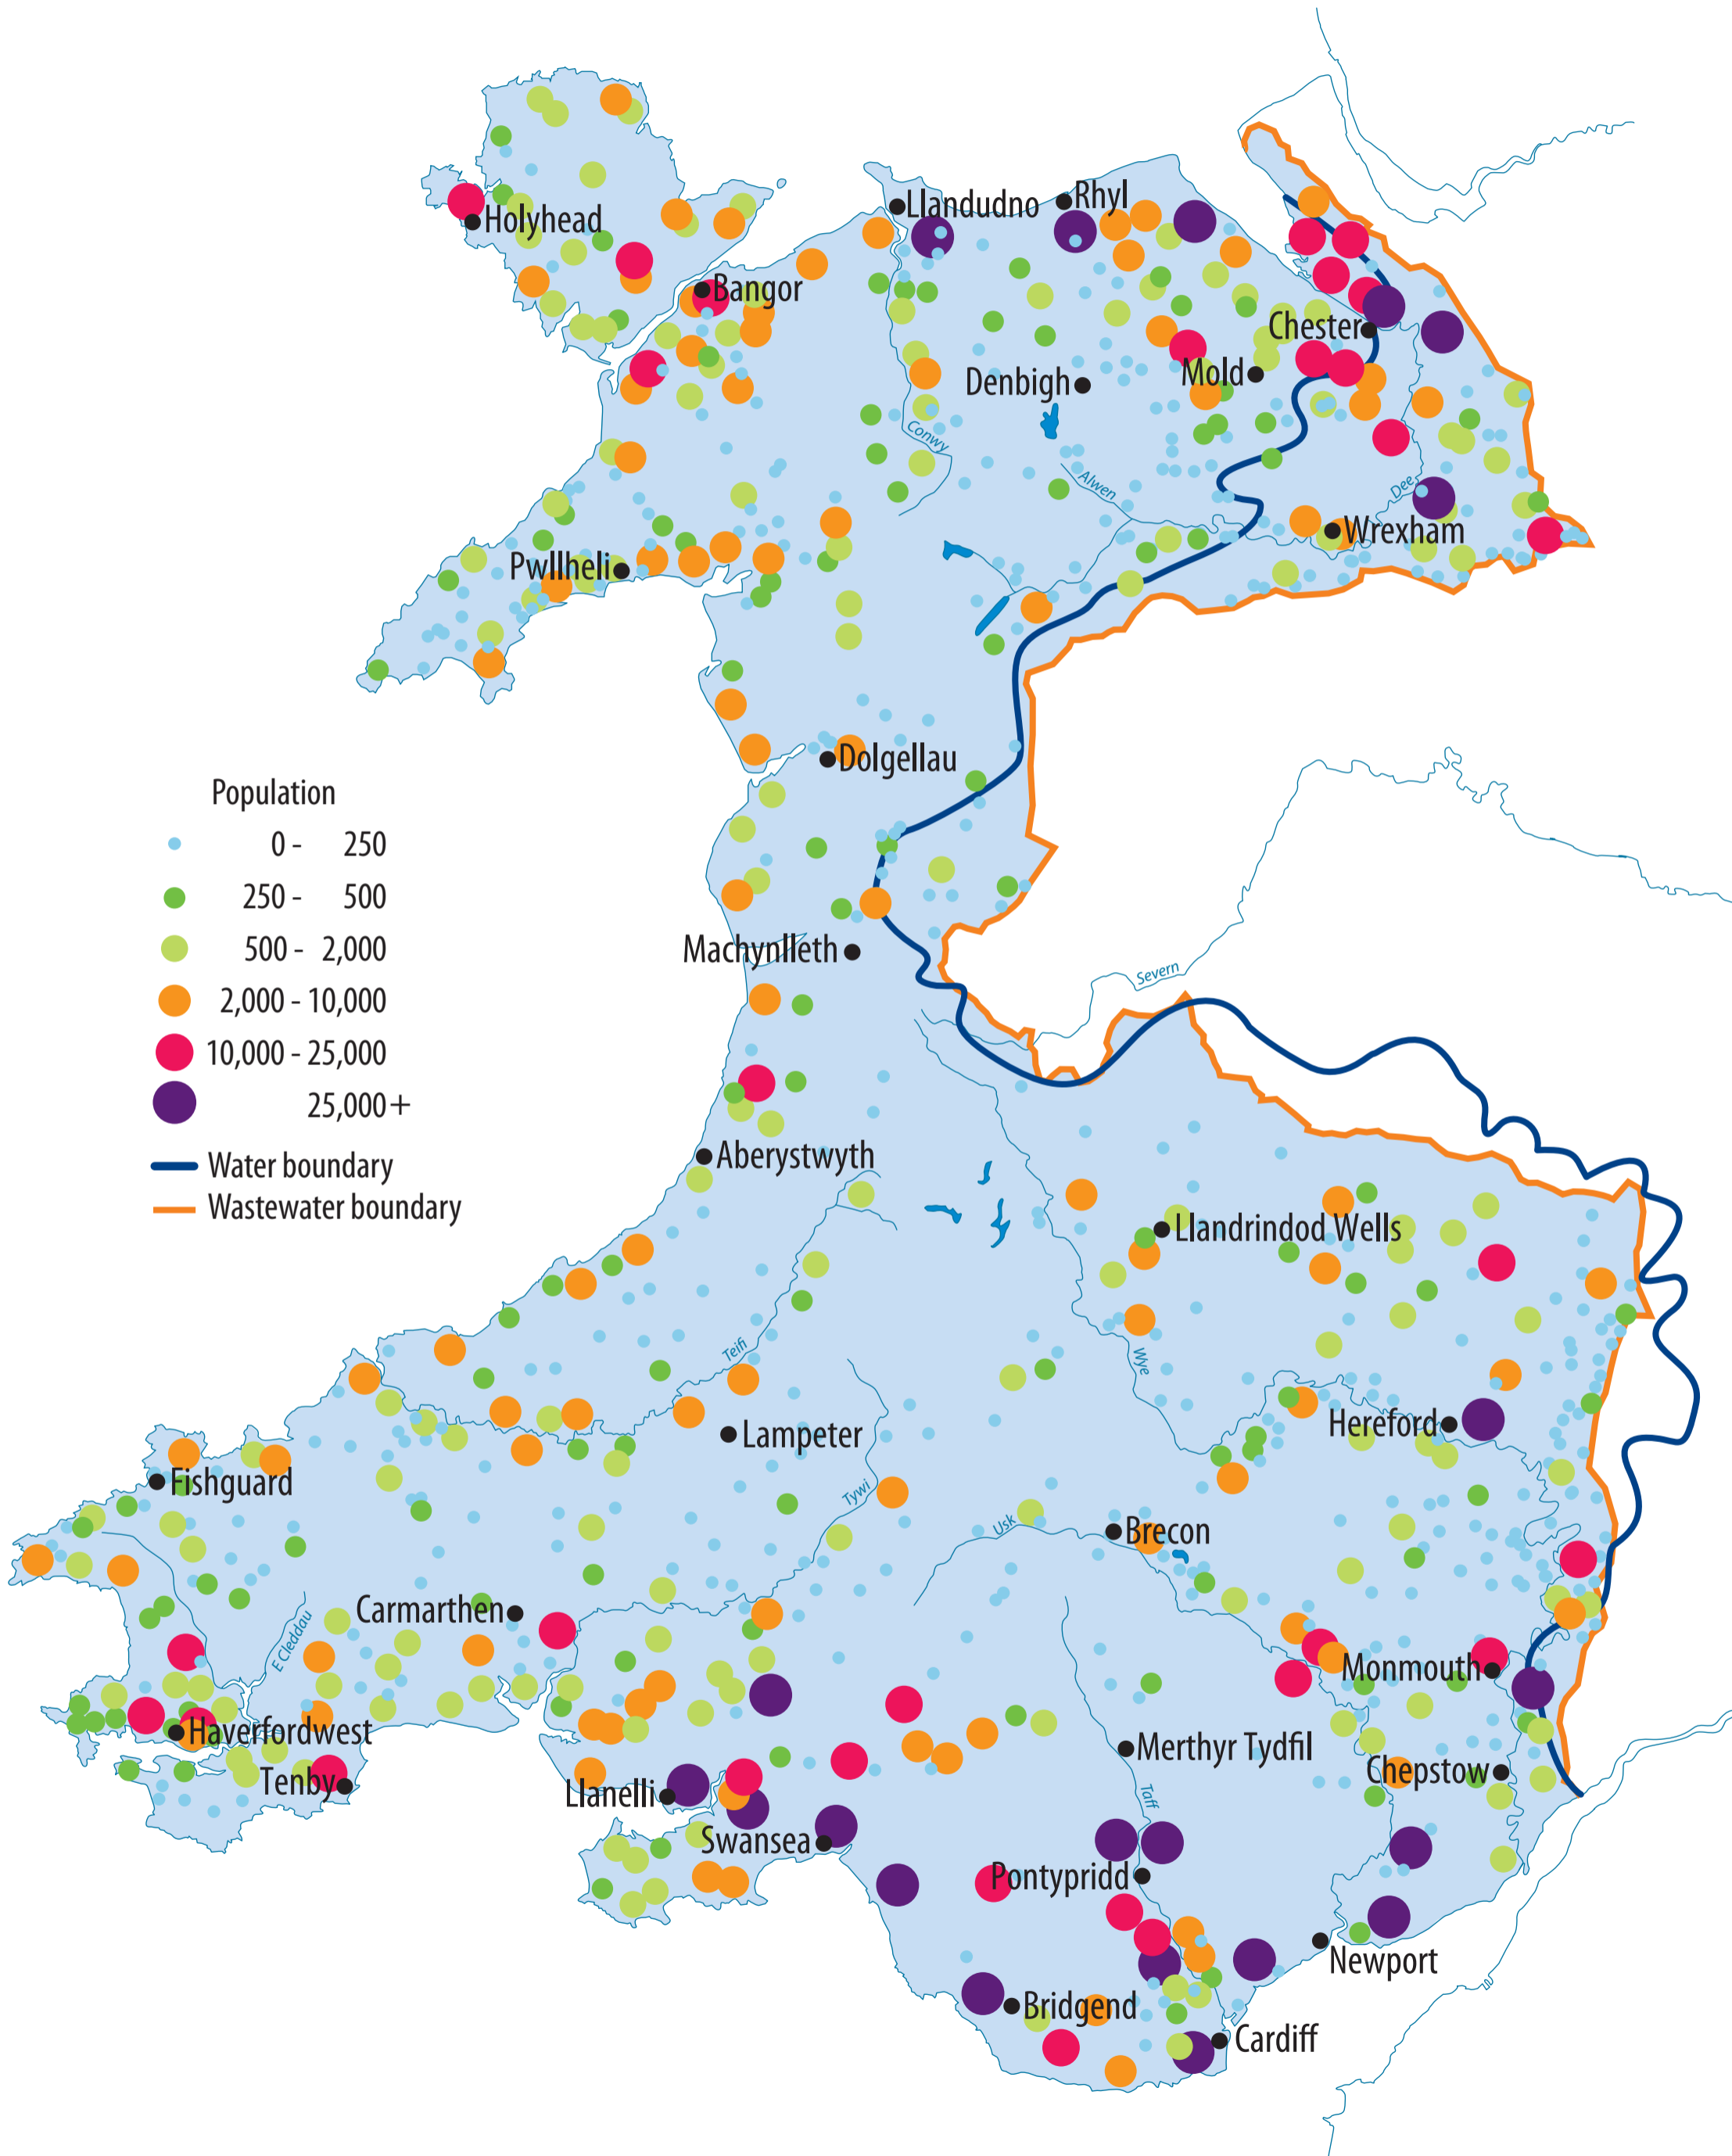 Holyhead
Llandudno
Rhyl
Bangor
Chester
Denbigh
Mold
Conwy
Alwen
Dee
Wrexham
Pwllheli
Dolgellau
Population
0 - 250
250 - 500
500 - 2,000
2,000 - 10,000
10,000 - 25,000
25,000+
Water boundary
Wastewater boundary
Machynlleth
Severn
Aberystwyth
Llandrindod Wells
Teifi
Wye
Hereford
Lampeter
Fishguard
Tywi
Usk
Brecon
Carmarthen
E Cleddau
Monmouth
Haverfordwest
Merthyr Tydfil
Tenby
Llanelli
Chepstow
Taff
Swansea
Pontypridd
Newport
Bridgend
Cardiff